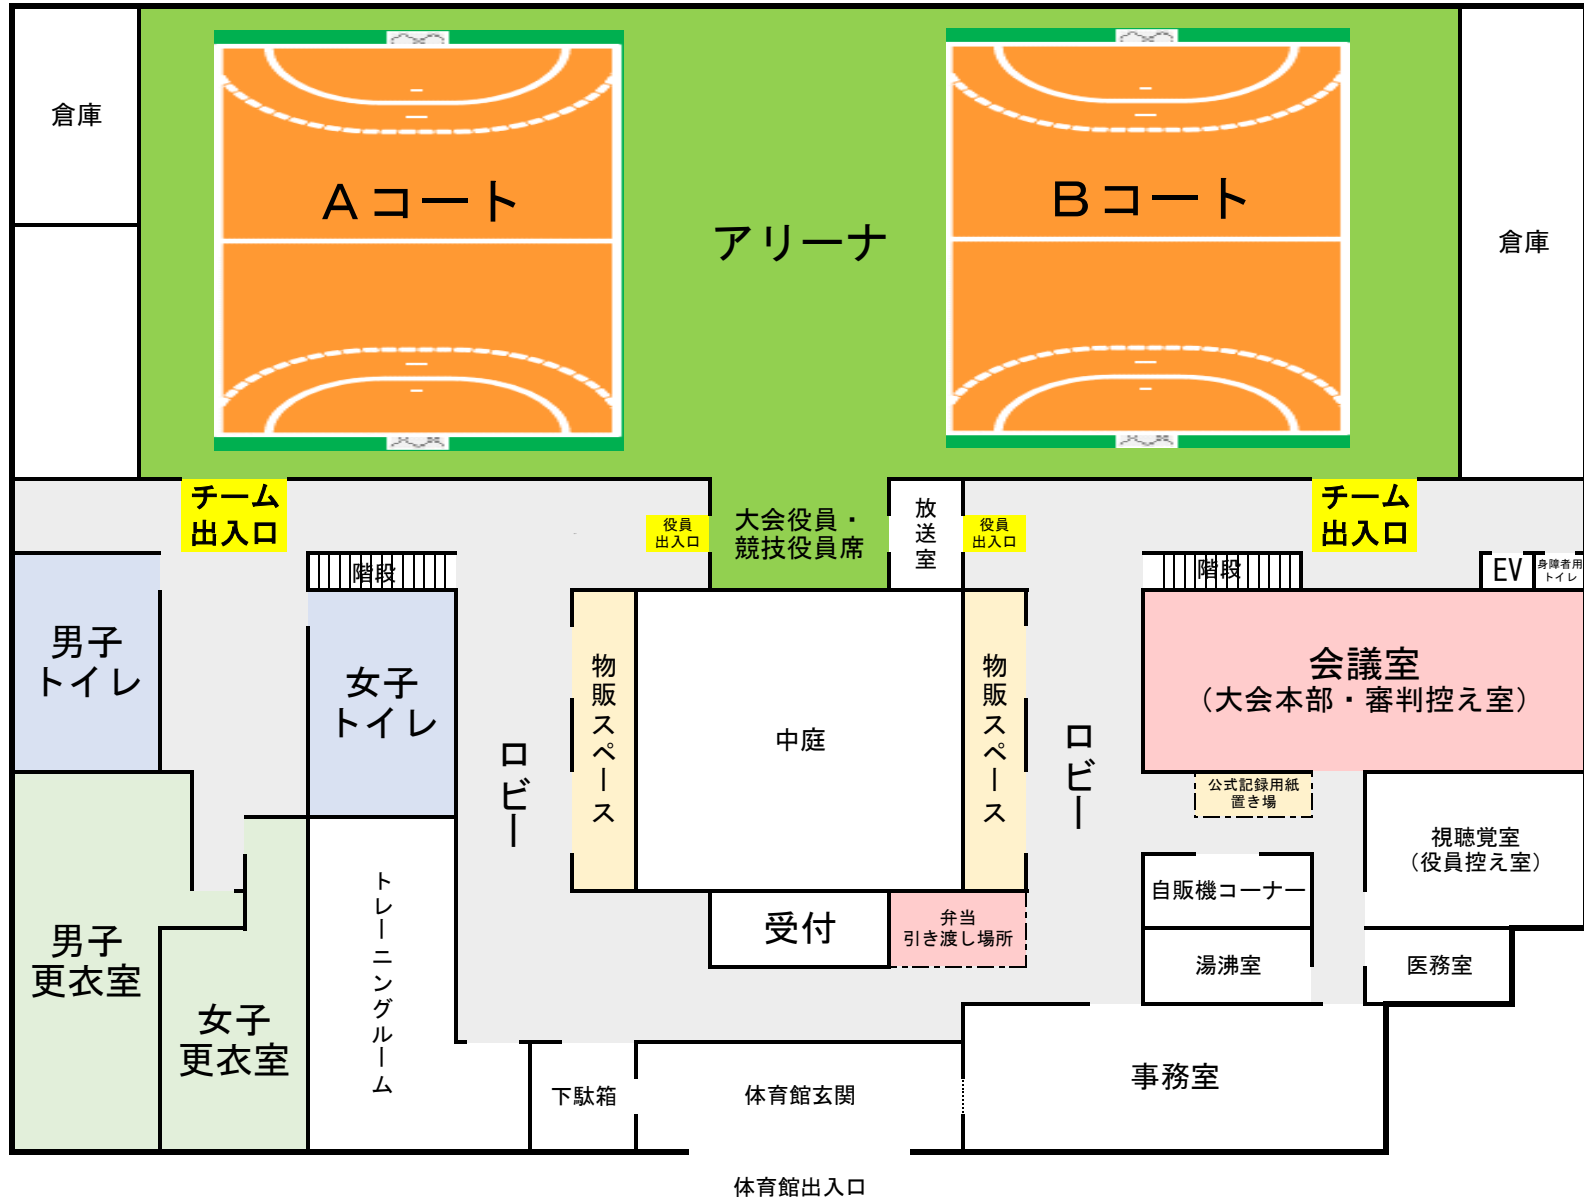 倉庫
Aコート
アリーナ
Bコート
倉庫
チーム
出入口
役員
出入口
大会役員・
競技役員席
放送室
役員
出入口
チーム
出入口
階段
階段
EV
身障者用
トイレ
男子
トイレ
女子
トイレ
ロビー
物販スペース
中庭
物販スペース
ロビー
会議室
（大会本部・審判控え室）
公式記録用紙
置き場
視聴覚室
（役員控え室）
自販機コーナー
男子
更衣室
女子
更衣室
トレーニングルーム
受付
弁当
引き渡し場所
湯沸室
医務室
下駄箱
体育館玄関
事務室
体育館出入口